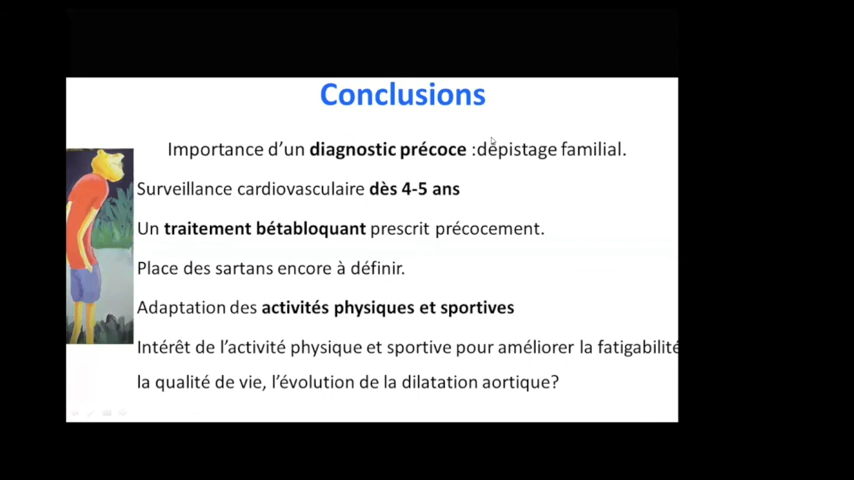 Conclusions
Importance d'un diagnostic précoce :dépistage familial.
Surveillance cardiovasculaire dès 4-5 ans
Un traitement bétabloquant prescrit précocement.
Place des sartans encore à définir.
Adaptation des activités physiques et sportives
Intérêt de l'activité physique et sportive pour améliorer la fatigabilité
la qualité de vie, l'évolution de la dilatation aortique?